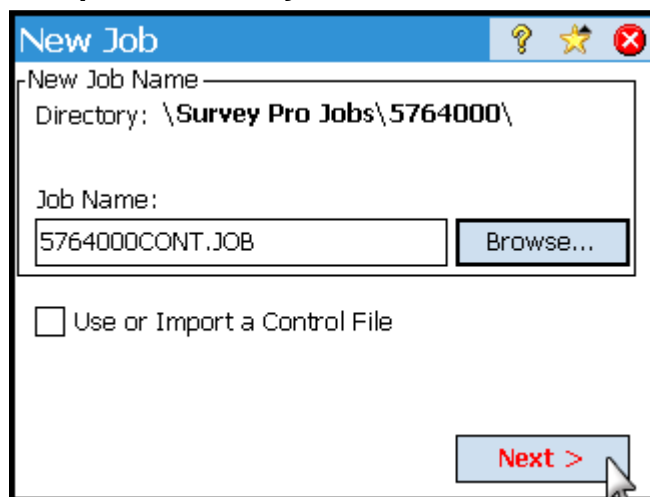 New Job
New Job Name
Directory: \Survey Pro Jobs\5764000\
Job Name:
5764000CONT.JOB
Browse...
Use or Import a Control File
Next >